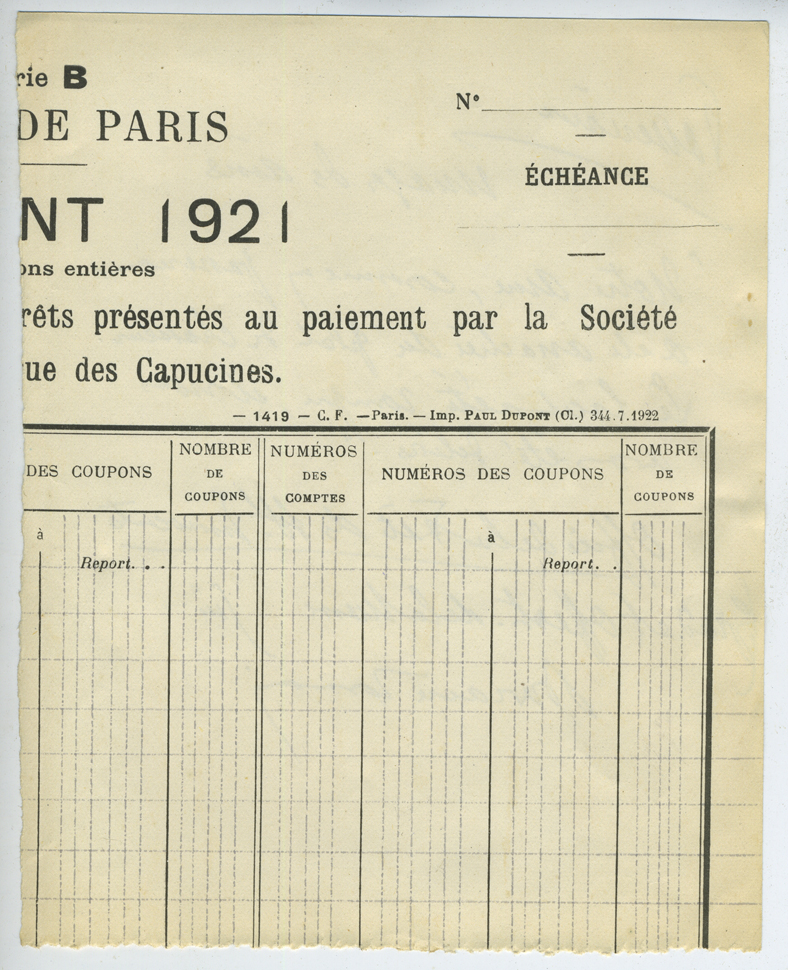 rie B
DE PARIS
NT 1921
ons entières
rêts présentés au paiement par la Société
ue des Capucines.
N°
ÉCHÉANCE
— 1419 — C. F. — Paris. — Imp. PAUL DUPONT (Cl.) 344.7.1922
DES COUPONS
NOMBRE
DE
COUPONS
NUMÉROS
DES
COMPTES
NUMÉROS DES COUPONS
NOMBRE
DE
COUPONS
à
Report. . .
à
Report. .